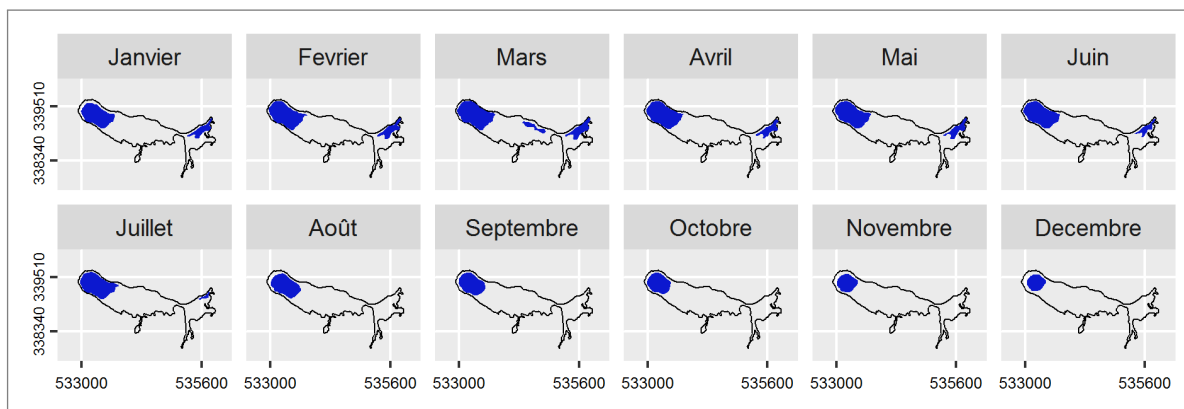 Janvier Fevrier Mars Avril Mai Juin
339510
338340
Juillet Août Septembre Octobre Novembre Decembre
339510
338340
533000 535600 533000 535600 533000 535600 533000 535600 533000 535600 533000 535600